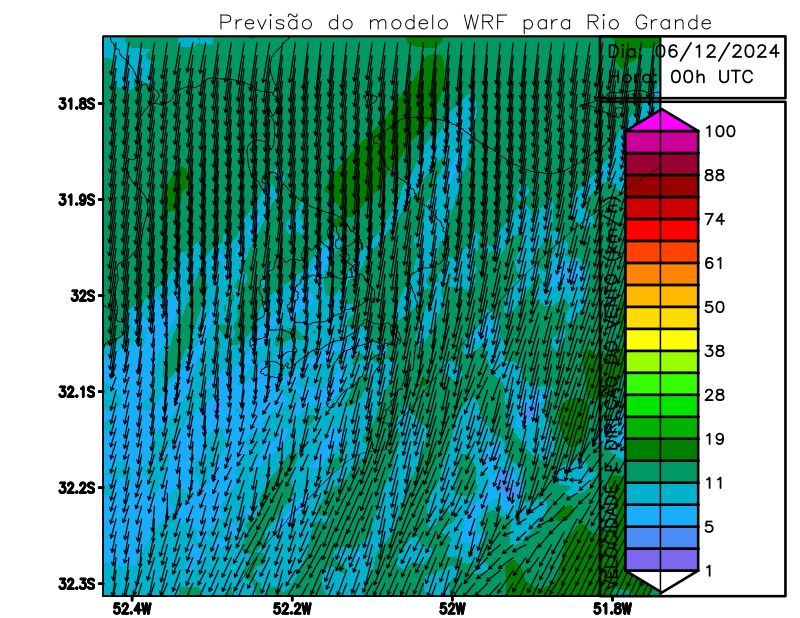 Previsão do modelo WRF para Rio Grande
Dia: 06/12/2024
Hora: 00h UTC
31.8S
31.9S
32S
32.1S
32.2S
32.3S
52.4W
52.2W
52W
51.8W
VELOCIDADE E DIREÇÃO DO VENTO (km/h)
100
88
74
61
50
38
28
19
11
5
1